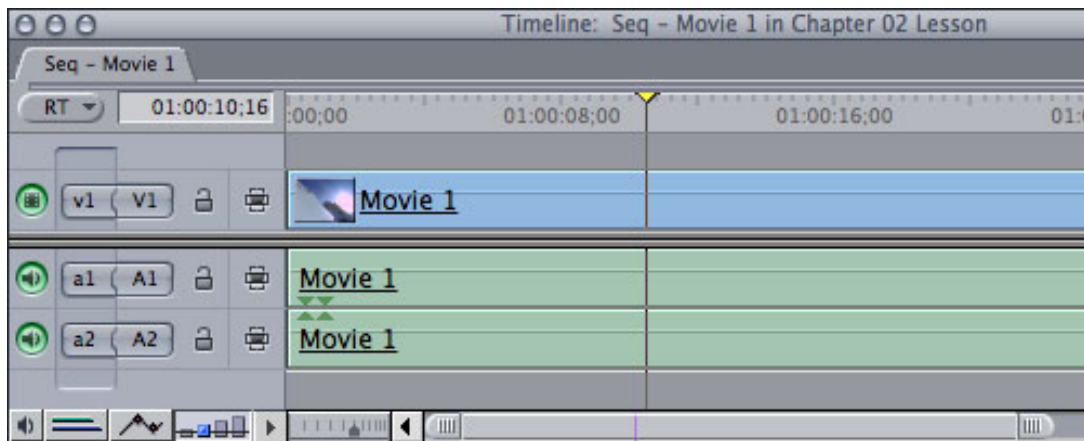 Timeline: Seq – Movie 1 in Chapter 02 Lesson
Seq – Movie 1
RT 01:00:10;16 :00;00 01:00:08;00 01:00:16;00 01:
v1 V1 Movie 1
a1 A1 Movie 1
a2 A2 Movie 1